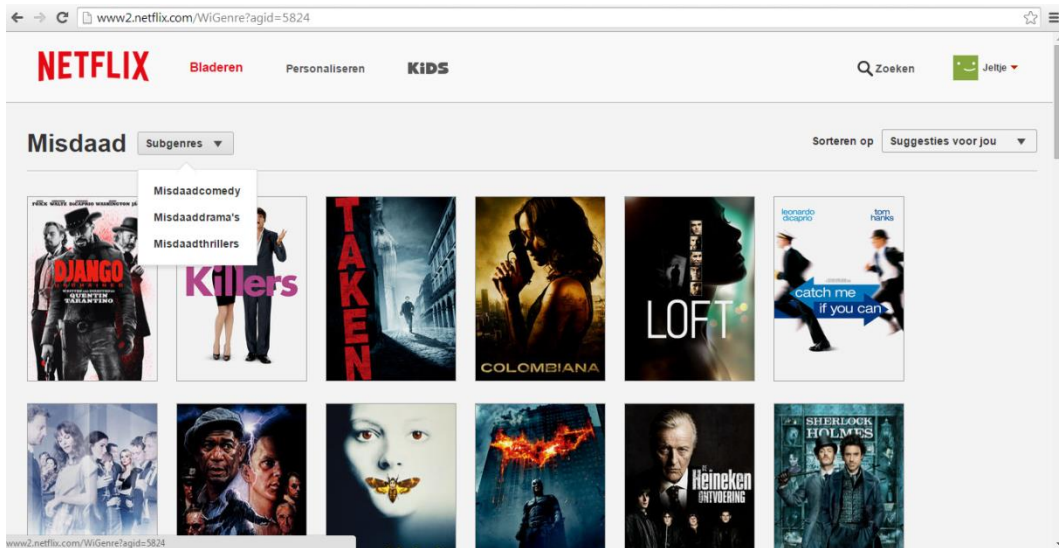 www2.netflix.com/WiGenre?agid=5824
NETFLIX
Bladeren
Personaliseren
KiDS
Zoeken
Jeltje
Misdaad
Subgenres
Sorteren op
Suggesties voor jou
Misdaadcomedy
Misdaaddrama's
Misdaadthrillers
DJANGO
QUENTIN
TARANTINO
Killers
TAKEN
COLOMBIANA
LOFT
leonardo
dicaprio
tom
hanks
catch me
if you can
DE
Heineken
ONTVOERING
SHERLOCK
HOLMES
www2.netflix.com/WiGenre?agid=5824